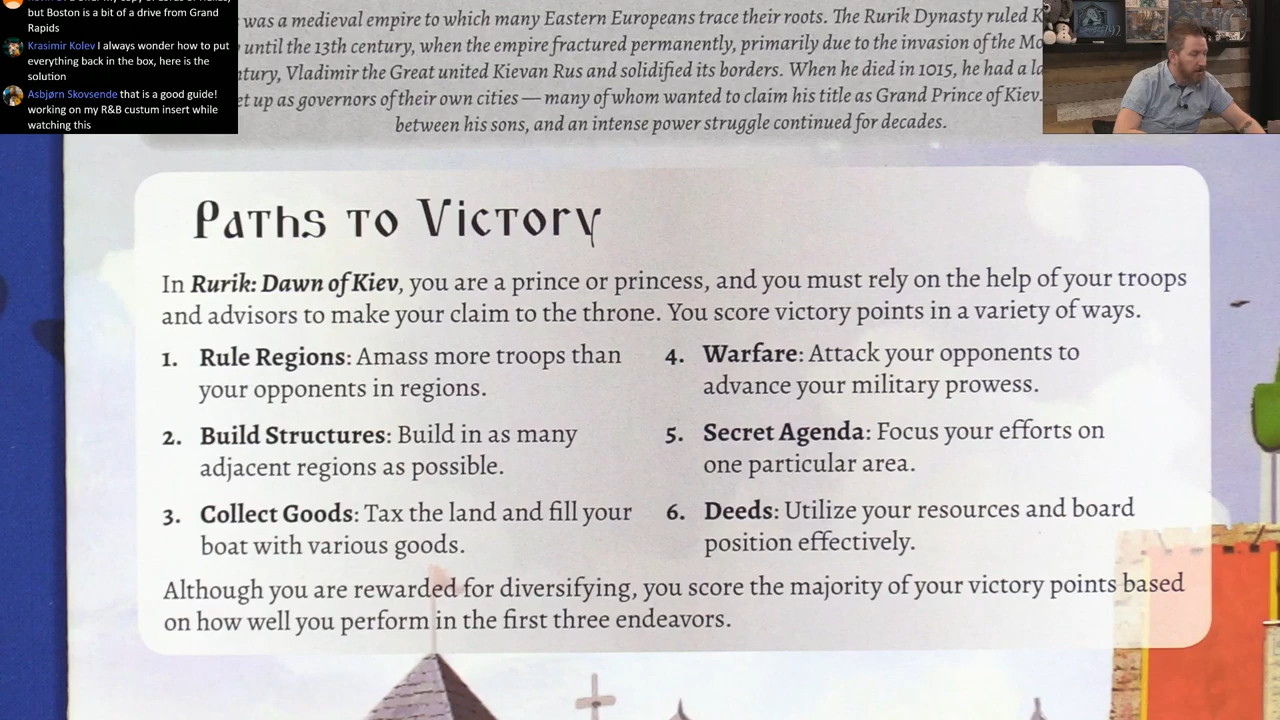 but Boston is a bit of a drive from Grand
Rapids
Krasimir Kolev I always wonder how to put
everything back in the box, here is the
solution
Asbjørn Skovsende that is a good guide!
working on my R&B custum insert while
watching this
was a medieval empire to which many Eastern Europeans trace their roots. The Rurik Dynasty ruled
until the 13th century, when the empire fractured permanently, primarily due to the invasion of the
Vladimir the Great united Kievan Rus and solidified its borders. When he died in 1015, he had a
up as governors of their own cities — many of whom wanted to claim his title as Grand Prince of Kiev.
between his sons, and an intense power struggle continued for decades.
Paths to Victory
In Rurik: Dawn of Kiev, you are a prince or princess, and you must rely on the help of your troops
and advisors to make your claim to the throne. You score victory points in a variety of ways.
1. Rule Regions: Amass more troops than
your opponents in regions.
2. Build Structures: Build in as many
adjacent regions as possible.
3. Collect Goods: Tax the land and fill your
boat with various goods.
4. Warfare: Attack your opponents to
advance your military prowess.
5. Secret Agenda: Focus your efforts on
one particular area.
6. Deeds: Utilize your resources and board
position effectively.
Although you are rewarded for diversifying, you score the majority of your victory points based
on how well you perform in the first three endeavors.